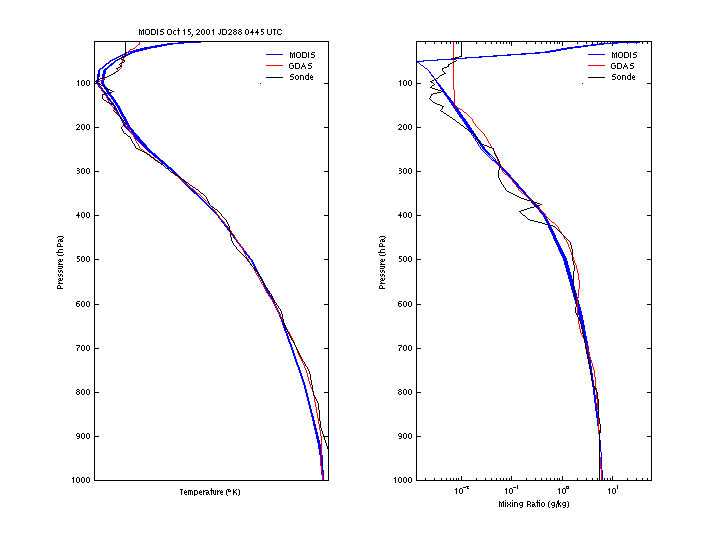 MODIS Oct 15, 2001 JD288 0445 UTC
MODIS
GDAS
Sonde
100
200
300
400
500
600
700
800
900
1000
Pressure (hPa)
Temperature (°K)
MODIS
GDAS
Sonde
100
200
300
400
500
600
700
800
900
1000
Pressure (hPa)
10⁻² 10⁻¹ 10⁰ 10¹
Mixing Ratio (g/kg)